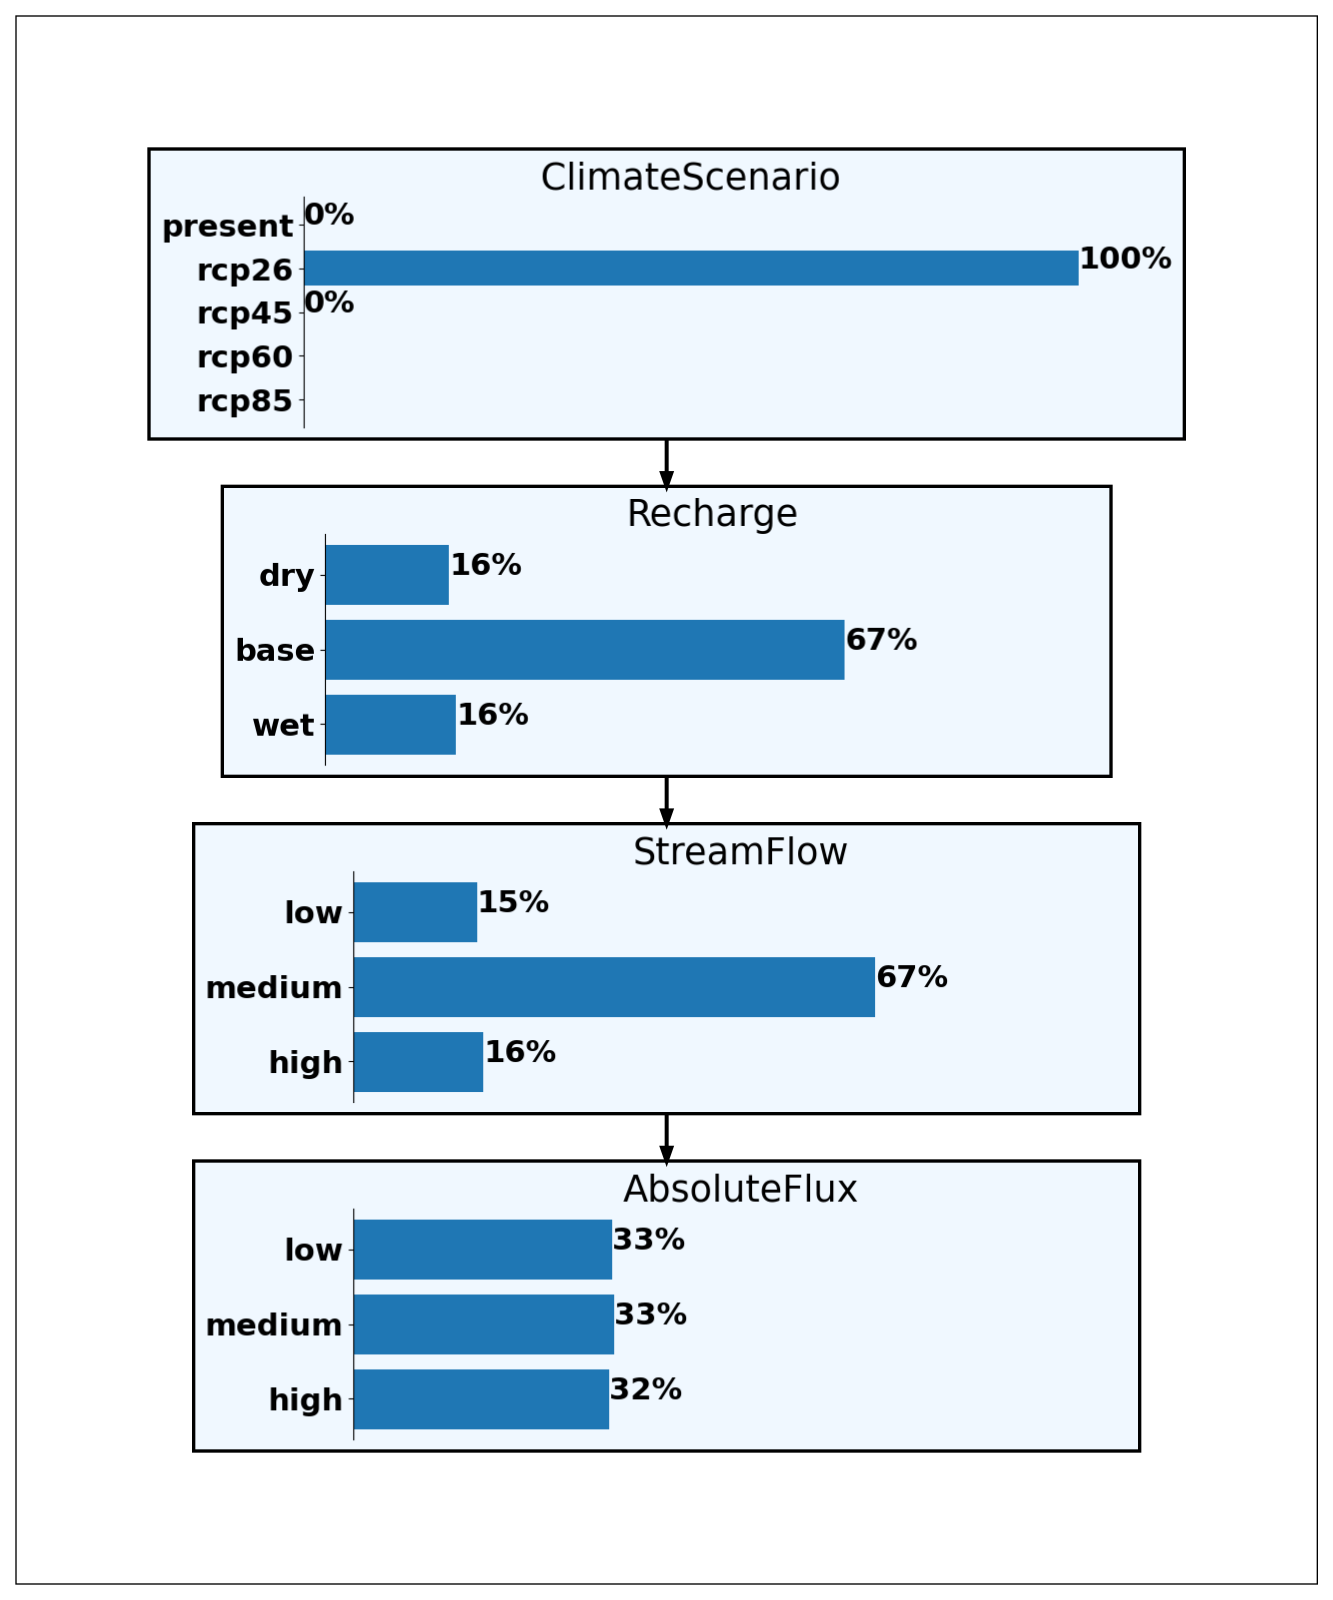 ClimateScenario
present 0%
rcp26 100%
rcp45 0%
rcp60
rcp85
Recharge
dry 16%
base 67%
wet 16%
StreamFlow
low 15%
medium 67%
high 16%
AbsoluteFlux
low 33%
medium 33%
high 32%